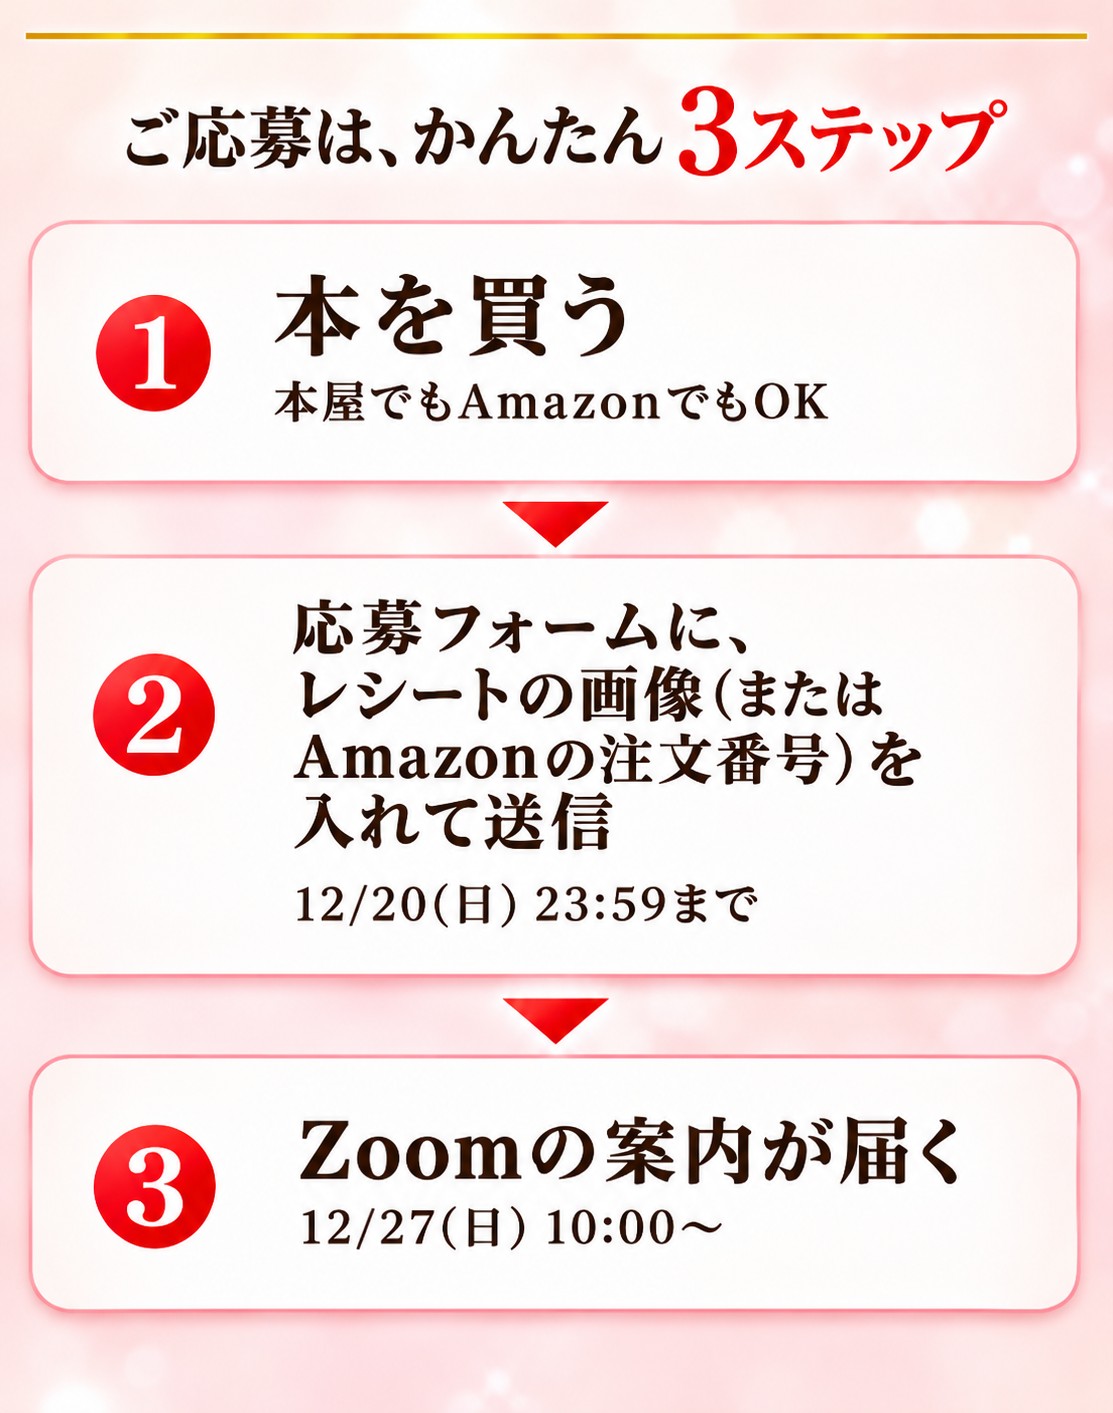 ご応募は、かんたん3ステップ
1
本を買う
本屋でもAmazonでもOK
2
応募フォームに、
レシートの画像(または
Amazonの注文番号)を
入れて送信
12/20(日) 23:59まで
3
Zoomの案内が届く
12/27(日) 10:00〜